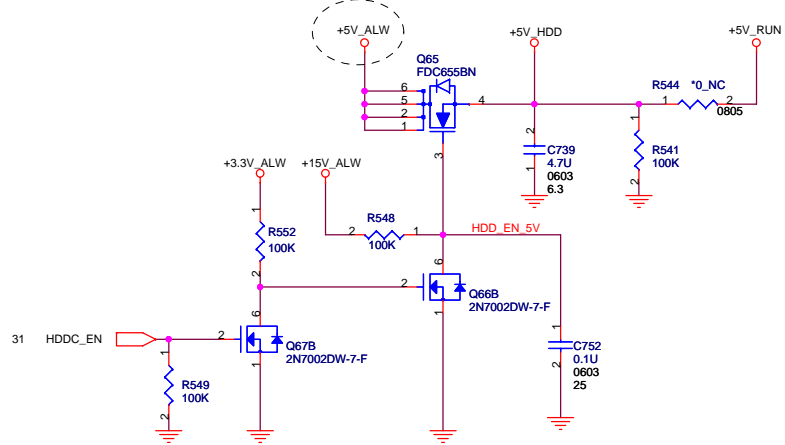 +5V_ALW
+5V_HDD
+5V_RUN
Q65
FDC655BN
6
5
2
1
4
3
R544
*0_NC
1
2
0805
2
C739
4.7U
1
0603
6.3
1
R541
100K
2
+3.3V_ALW
+15V_ALW
1
R552
100K
2
R548
2
1
100K
HDD_EN_5V
6
2
Q66B
2N7002DW-7-F
1
31
HDDC_EN
6
2
Q67B
2N7002DW-7-F
1
1
R549
100K
2
1
C752
0.1U
2
0603
25